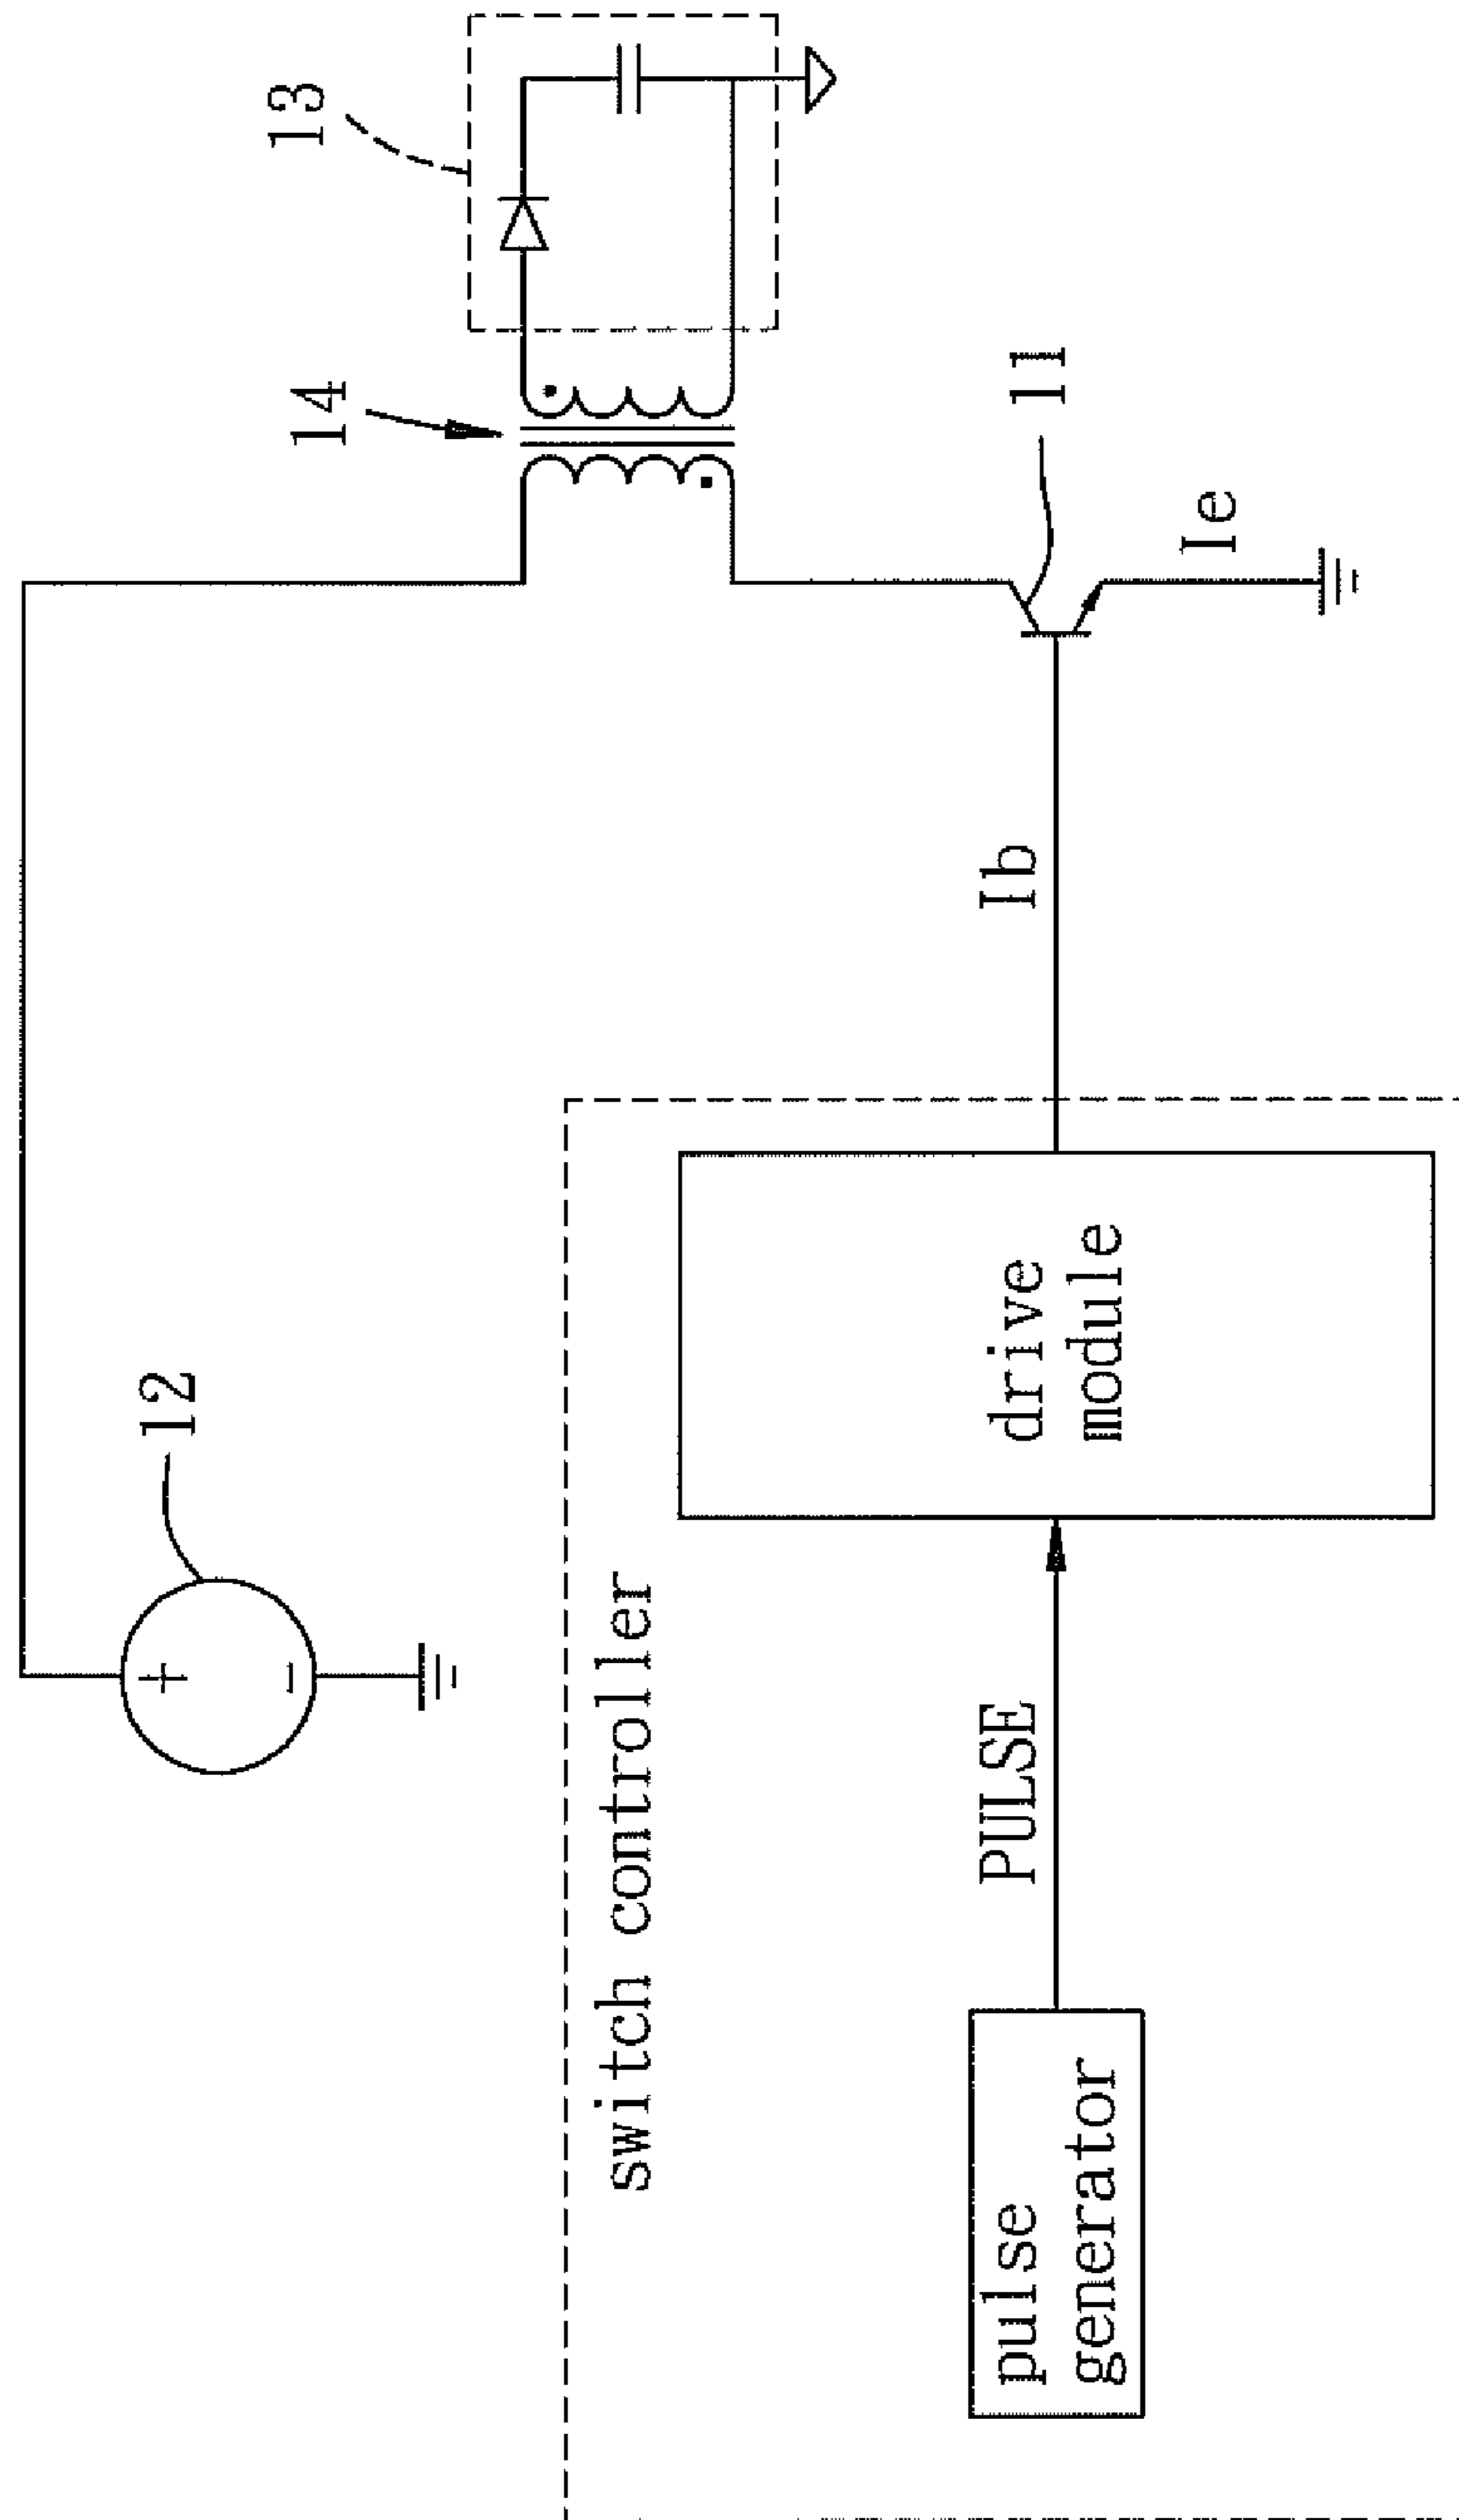 12
+
-
14
13
switch controller
pulse
generator
PULSE
drive
module
Ib
11
Ie